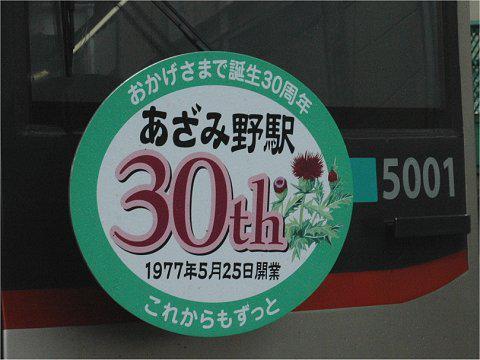 おかげさまで誕生30周年
あざみ野駅
30th
1977年5月25日開業
これからもずっと
5001